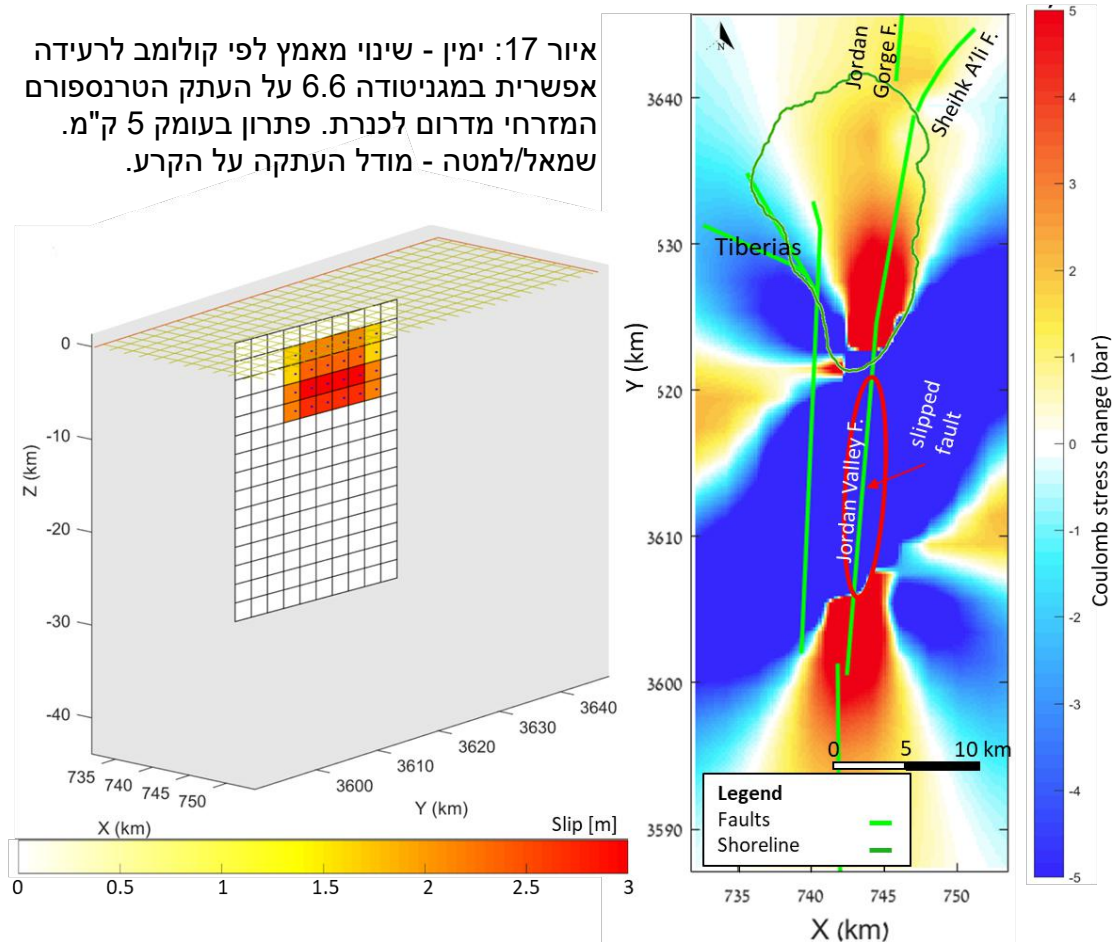 איור 17: ימין - שינוי מאמץ לפי קולומב לרעידה
אפשרית במגניטודה 6.6 על העתק הטרנספורם
המזרחי מדרום לכנרת. פתרון בעומק 5 ק"מ.
שמאל/למטה - מודל העתקה על הקרע.
0
-10
-20
-30
-40
Z (km)
735
740
745
750
X (km)
3600
3610
3620
3630
3640
Y (km)
Slip [m]
0
0.5
1
1.5
2
2.5
3
N
Jordan
Gorge F.
Sheihk A'li F.
Tiberias
Jordan Valley F.
slipped
fault
0
5
10 km
Legend
Faults
Shoreline
3640
530
520
3610
3600
3590
Y (km)
735
740
745
750
X (km)
5
4
3
2
1
0
-1
-2
-3
-4
-5
Coulomb stress change (bar)